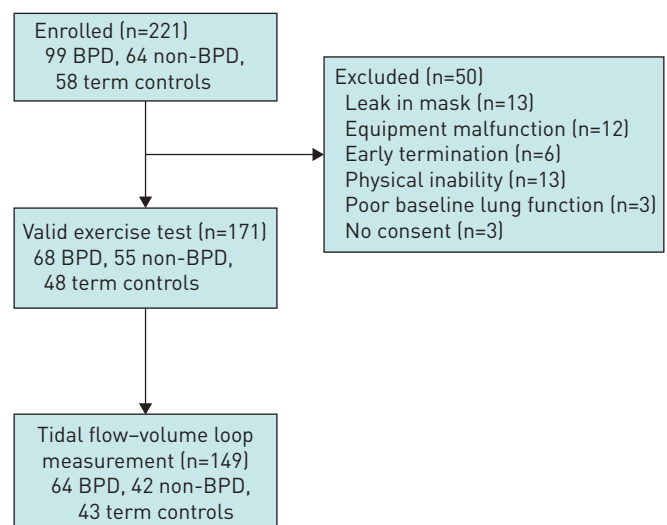 Enrolled (n=221)
99 BPD, 64 non-BPD,
58 term controls
Excluded (n=50)
Leak in mask (n=13)
Equipment malfunction (n=12)
Early termination (n=6)
Physical inability (n=13)
Poor baseline lung function (n=3)
No consent (n=3)
Valid exercise test (n=171)
68 BPD, 55 non-BPD,
48 term controls
Tidal flow–volume loop
measurement (n=149)
64 BPD, 42 non-BPD,
43 term controls